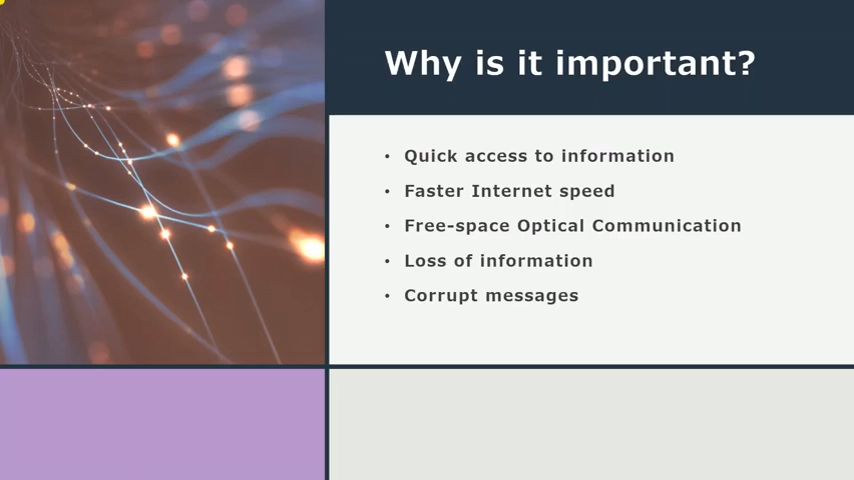 Why is it important?
• Quick access to information
• Faster Internet speed
• Free-space Optical Communication
• Loss of information
• Corrupt messages